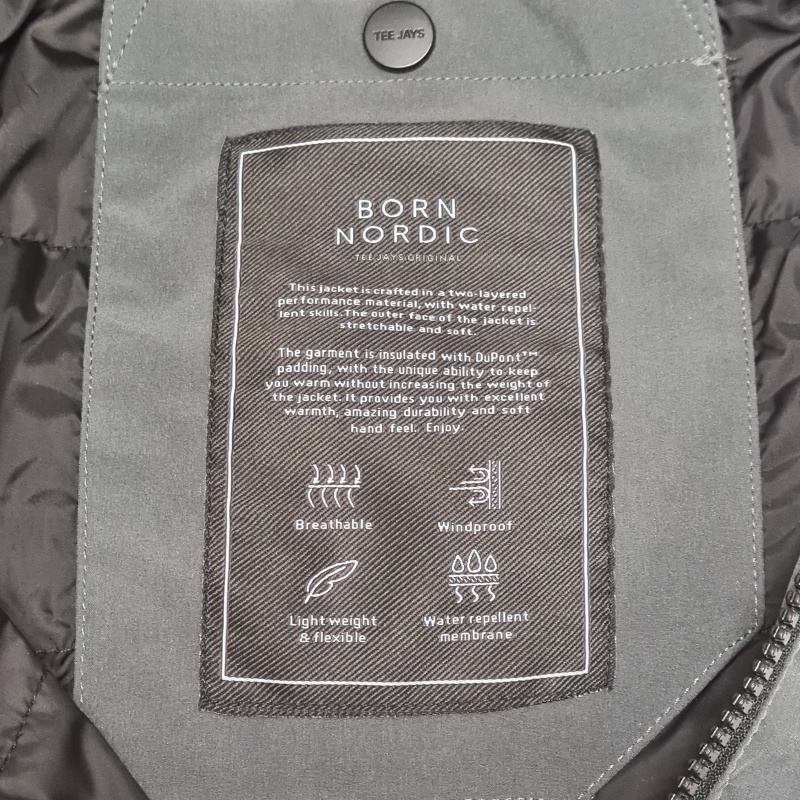 TEE JAYS
BORN
NORDIC
TEE JAYS ORIGINAL
This jacket is crafted in a two-layered
performance material, with water repel-
lent skills. The outer face of the jacket is
stretchable and soft.
The garment is insulated with DuPont™
padding, with the unique ability to keep
you warm without increasing the weight of
the jacket. It provides you with excellent
warmth, amazing durability and soft
hand feel. Enjoy.
Breathable
Windproof
Light weight
& flexible
Water repellent
membrane